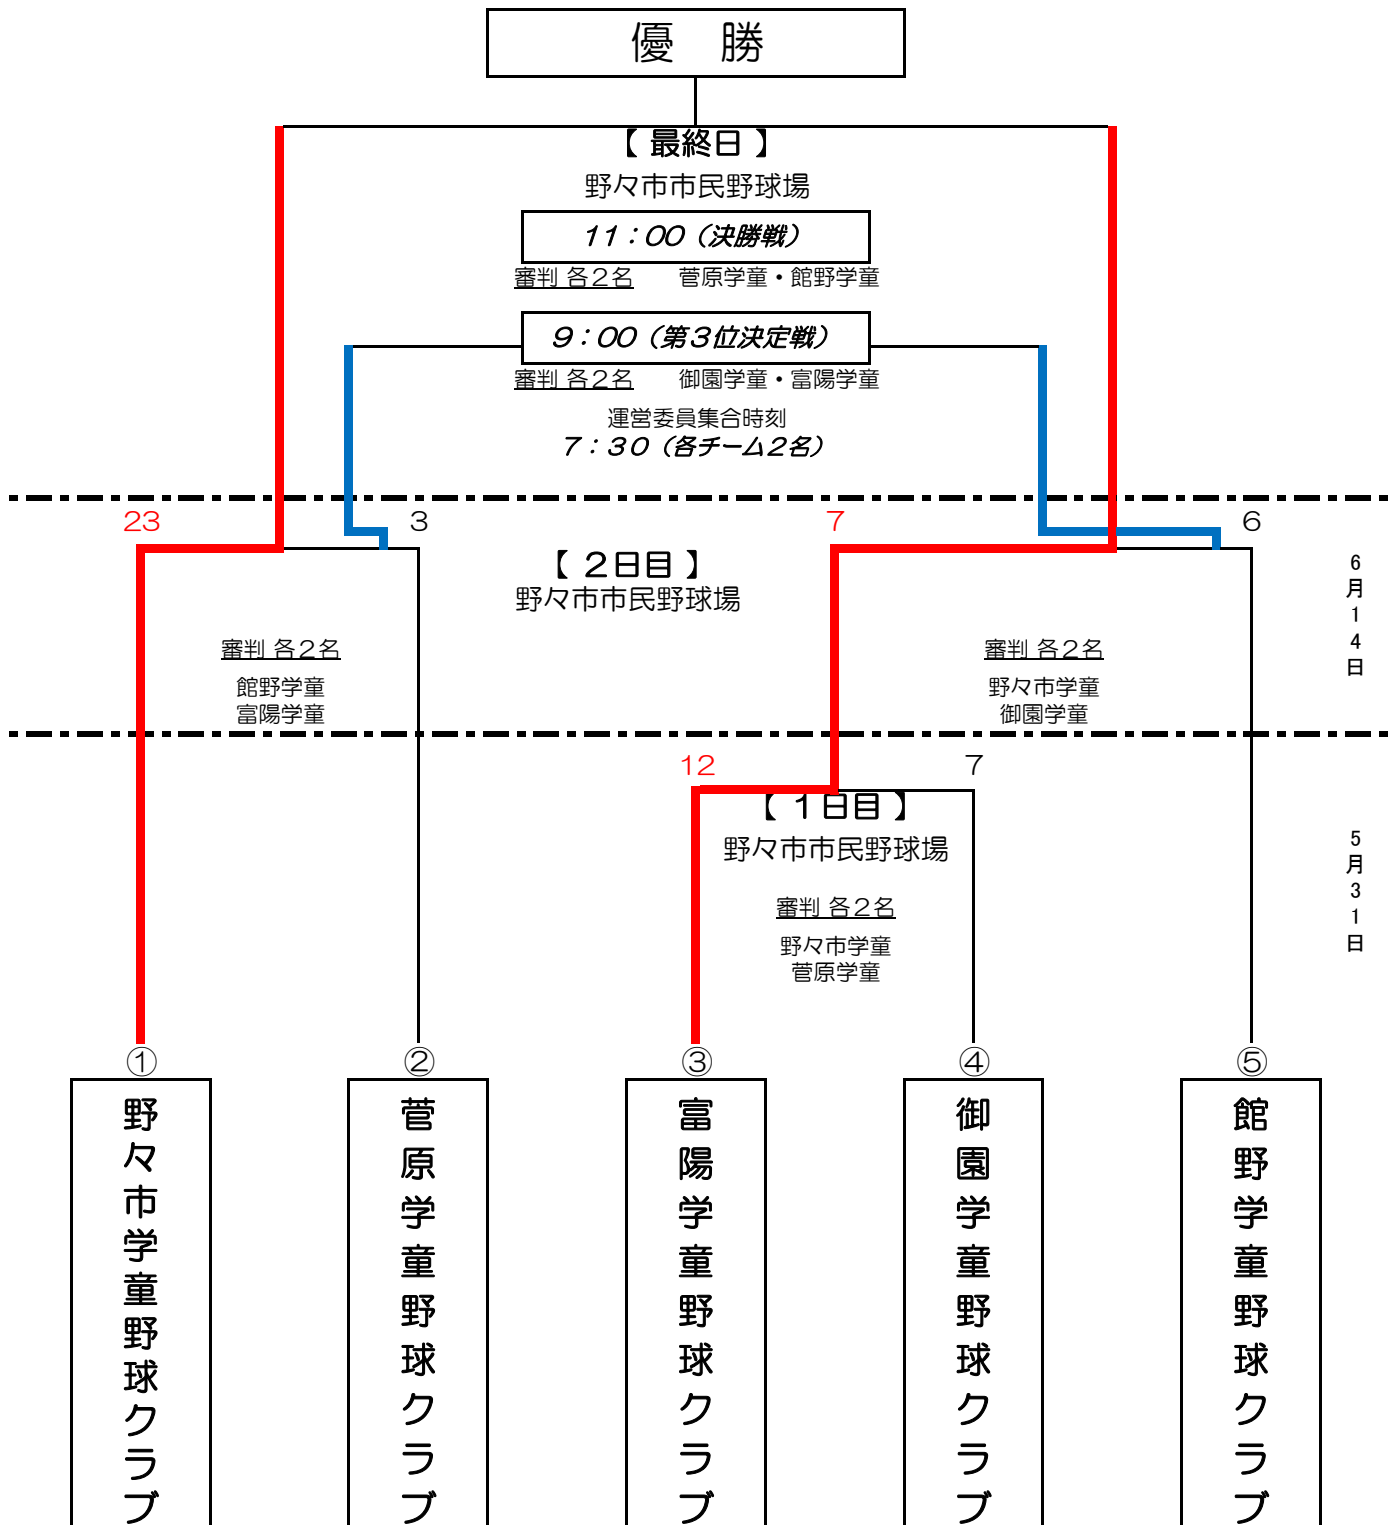 優　勝
【 最終日 】
野々市市民野球場
11：00（決勝戦）
審判 各２名　　菅原学童・館野学童
9：00（第３位決定戦）
審判 各２名　　御園学童・富陽学童
運営委員集合時刻
7：30（各チーム２名）
23
3
7
6
【 ２日目 】
野々市市民野球場
6月14日
審判 各２名
館野学童
富陽学童
審判 各２名
野々市学童
御園学童
12
7
【 １日目 】
野々市市民野球場
5月31日
審判 各２名
野々市学童
菅原学童
①
②
③
④
⑤
野々市学童野球クラブ
菅原学童野球クラブ
富陽学童野球クラブ
御園学童野球クラブ
館野学童野球クラブ